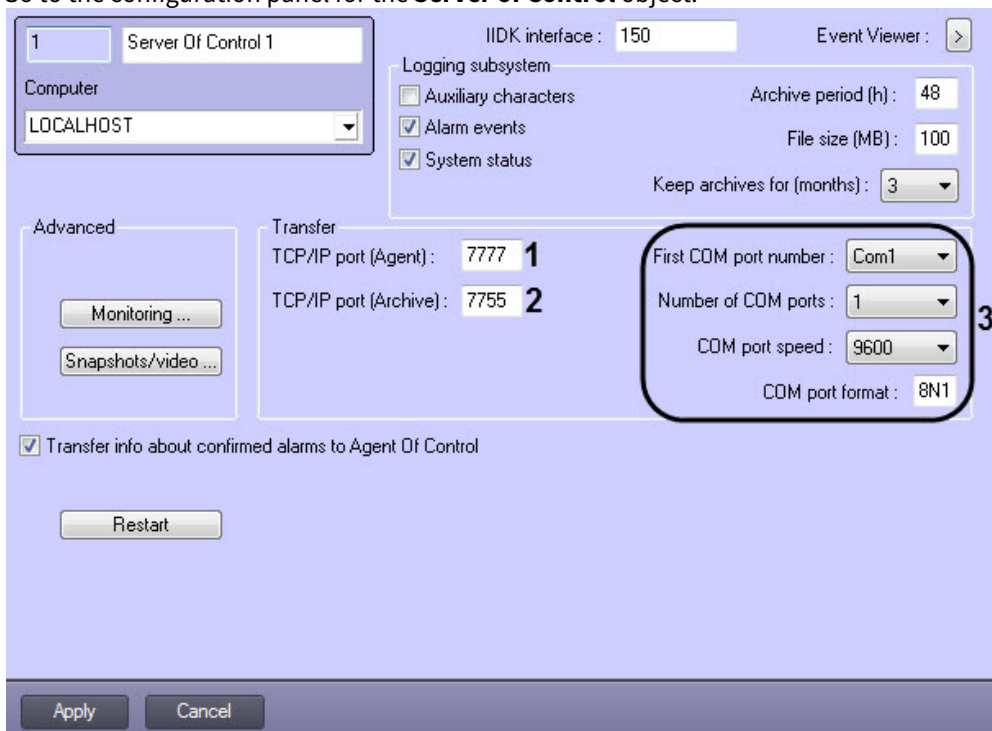 Go to the configuration panel for the Server of Control object.
1 Server Of Control 1
IIDK interface : 150
Event Viewer : >
Computer
LOCALHOST
Logging subsystem
Auxiliary characters
Alarm events
System status
Archive period (h) : 48
File size (MB) : 100
Keep archives for (months) : 3
Advanced
Monitoring ...
Snapshots/video ...
Transfer
TCP/IP port (Agent) : 7777 1
TCP/IP port (Archive) : 7755 2
First COM port number : Com1
Number of COM ports : 1
COM port speed : 9600
COM port format : 8N1
3
Transfer info about confirmed alarms to Agent Of Control
Restart
Apply Cancel